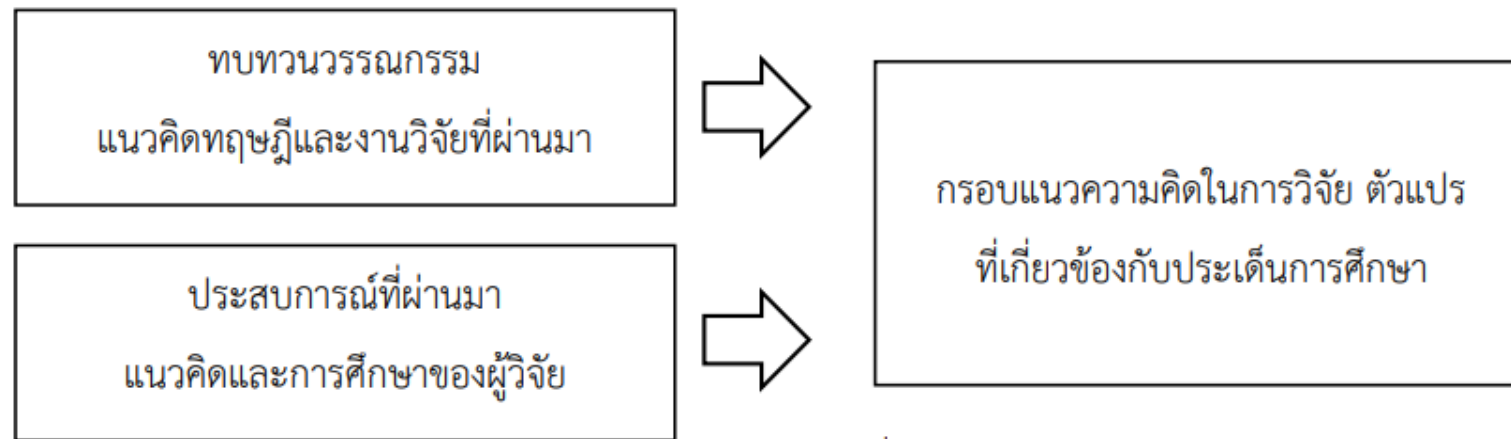 ทบทวนวรรณกรรม
แนวคิดทฤษฎีและงานวิจัยที่ผ่านมา
ประสบการณ์ที่ผ่านมา
แนวคิดและการศึกษาของผู้วิจัย
กรอบแนวความคิดในการวิจัย ตัวแปร
ที่เกี่ยวข้องกับประเด็นการศึกษา